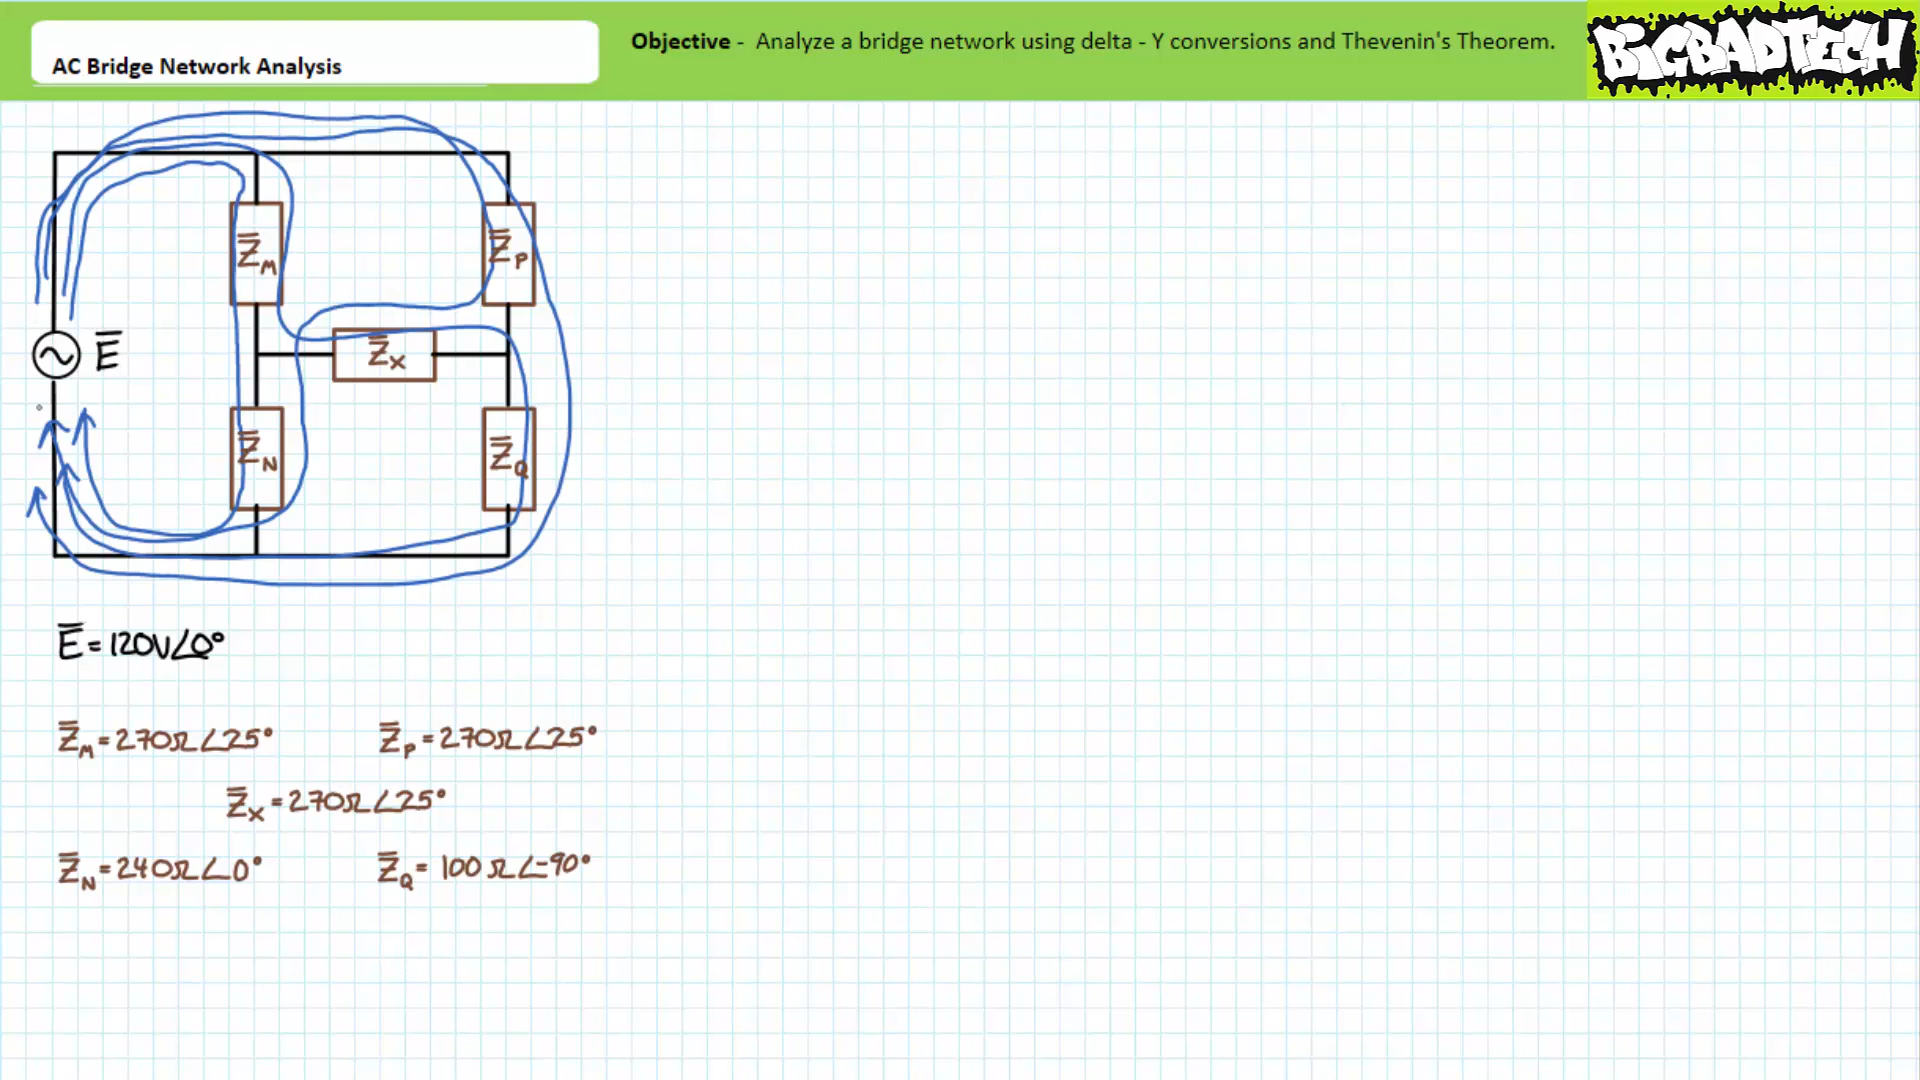 AC Bridge Network Analysis
Objective - Analyze a bridge network using delta - Y conversions and Thevenin's Theorem.
BIGBADTECH
Z̅M
Z̅P
E̅
Z̅X
Z̅N
Z̅Q
E̅ = 120V∠0°
Z̅M = 270Ω∠25°
Z̅P = 270Ω∠25°
Z̅X = 270Ω∠25°
Z̅N = 240Ω∠0°
Z̅Q = 100Ω∠-90°